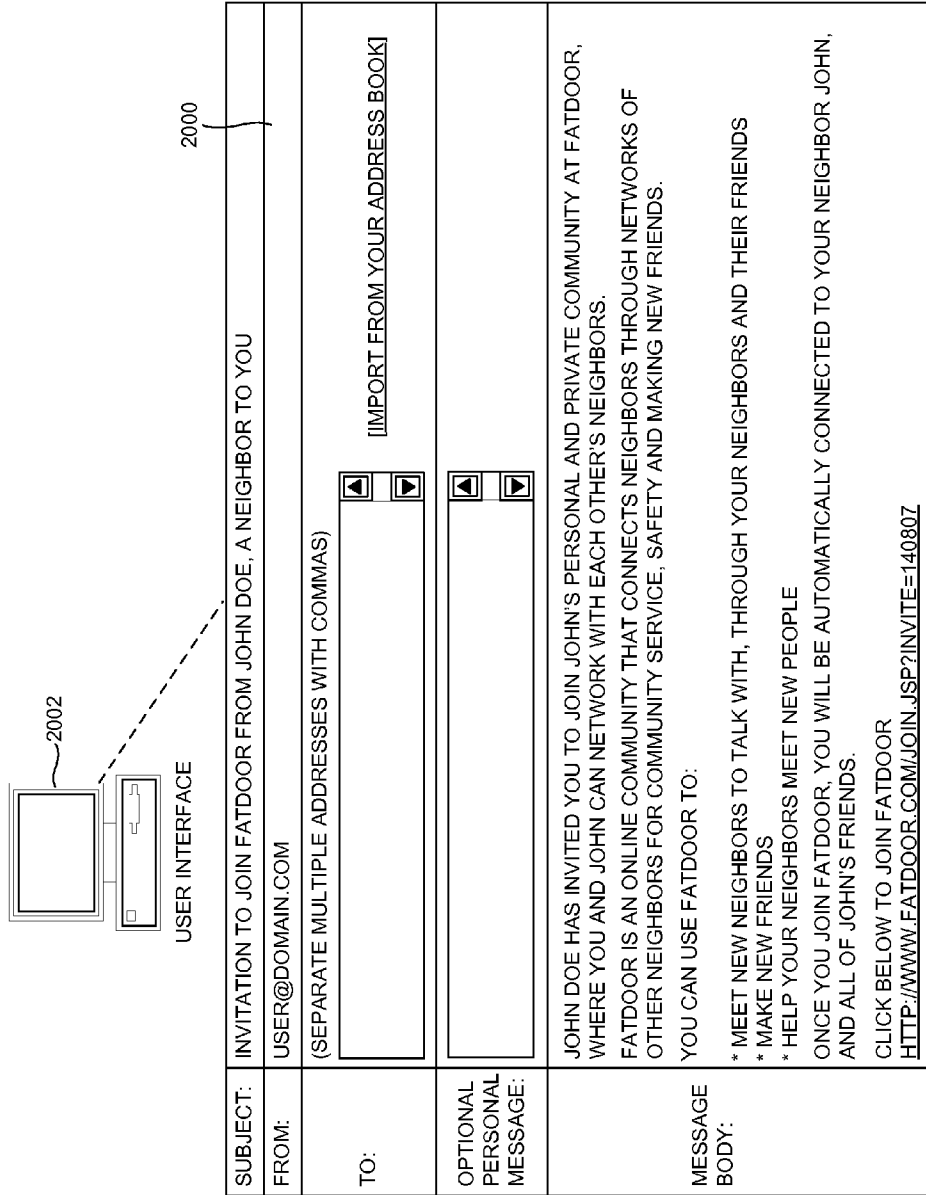 2002
USER INTERFACE
2000
SUBJECT: INVITATION TO JOIN FATDOOR FROM JOHN DOE, A NEIGHBOR TO YOU
FROM: USER@DOMAIN.COM
TO:
(SEPARATE MULTIPLE ADDRESSES WITH COMMAS)
[IMPORT FROM YOUR ADDRESS BOOK]
OPTIONAL
PERSONAL
MESSAGE:
MESSAGE
BODY:
JOHN DOE HAS INVITED YOU TO JOIN JOHN'S PERSONAL AND PRIVATE COMMUNITY AT FATDOOR,
WHERE YOU AND JOHN CAN NETWORK WITH EACH OTHER'S NEIGHBORS.
FATDOOR IS AN ONLINE COMMUNITY THAT CONNECTS NEIGHBORS THROUGH NETWORKS OF
OTHER NEIGHBORS FOR COMMUNITY SERVICE, SAFETY AND MAKING NEW FRIENDS.
YOU CAN USE FATDOOR TO:
* MEET NEW NEIGHBORS TO TALK WITH, THROUGH YOUR NEIGHBORS AND THEIR FRIENDS
* MAKE NEW FRIENDS
* HELP YOUR NEIGHBORS MEET NEW PEOPLE
ONCE YOU JOIN FATDOOR, YOU WILL BE AUTOMATICALLY CONNECTED TO YOUR NEIGHBOR JOHN,
AND ALL OF JOHN'S FRIENDS.
CLICK BELOW TO JOIN FATDOOR
HTTP://WWW.FATDOOR.COM/JOIN.JSP?INVITE=140807